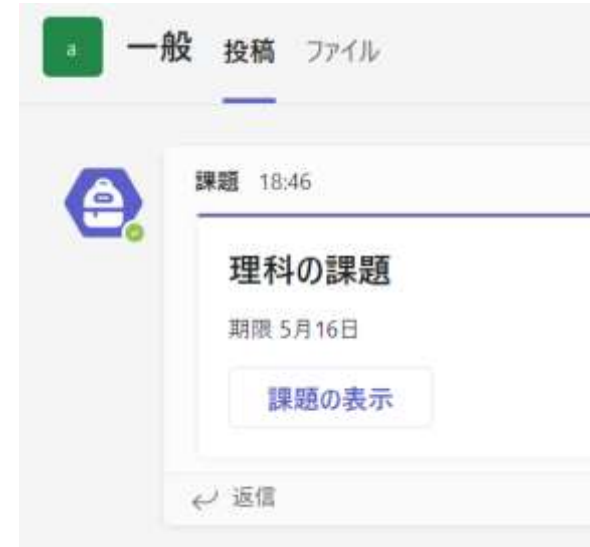 a 一般 投稿 ファイル
課題 18:46
理科の課題
期限 5月16日
課題の表示
返信